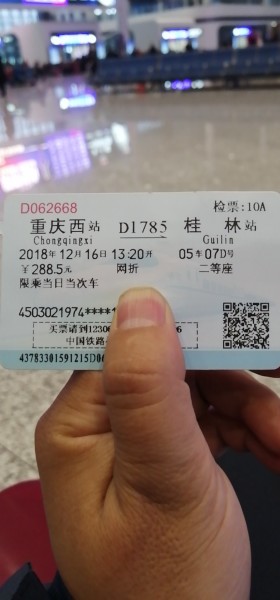 D062668 检票:10A
重庆西站 D1785 桂林站
Chongqingxi Guilin
2018年12月16日 13:20开 05车07D号
￥288.5元 网折 二等座
限乘当日当次车
4503021974****
买票请到1230 6
中国铁路
43783301591215D06